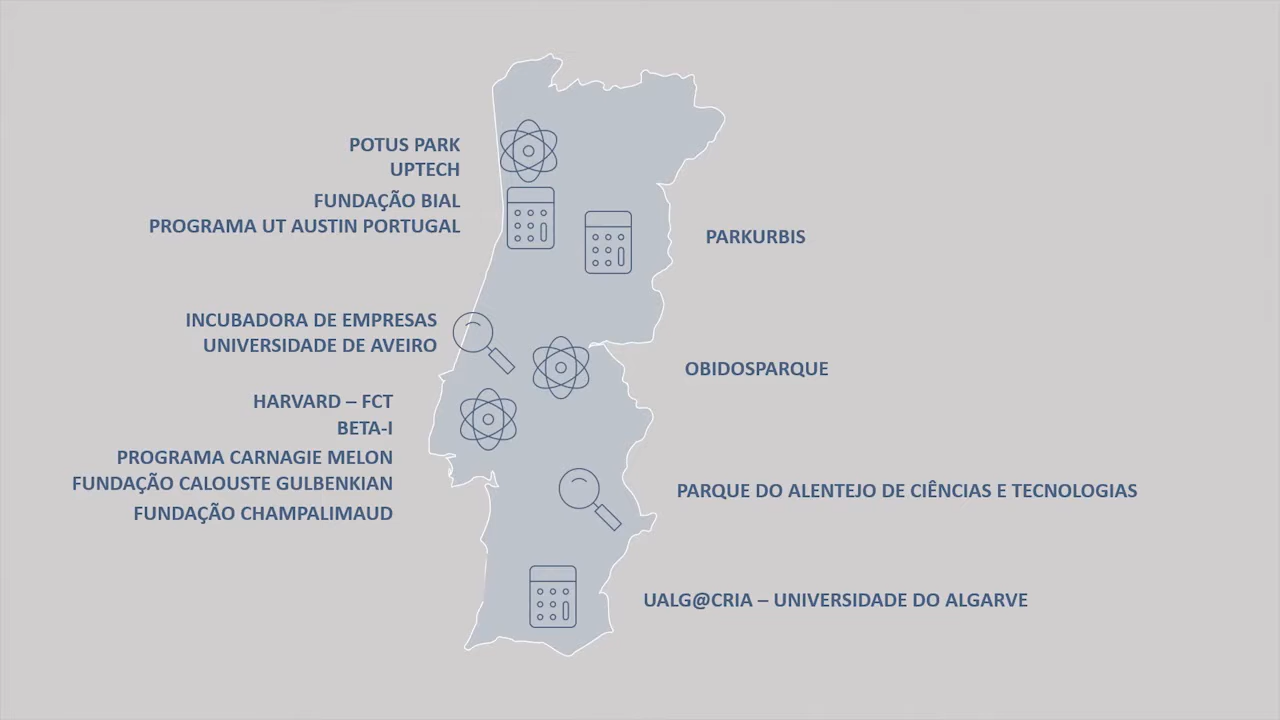 POTUS PARK
UPTECH
FUNDAÇÃO BIAL
PROGRAMA UT AUSTIN PORTUGAL
PARKURBIS
INCUBADORA DE EMPRESAS
UNIVERSIDADE DE AVEIRO
OBIDOSPARQUE
HARVARD – FCT
BETA-I
PROGRAMA CARNAGIE MELON
FUNDAÇÃO CALOUSTE GULBENKIAN
FUNDAÇÃO CHAMPALIMAUD
PARQUE DO ALENTEJO DE CIÊNCIAS E TECNOLOGIAS
UALG@CRIA – UNIVERSIDADE DO ALGARVE